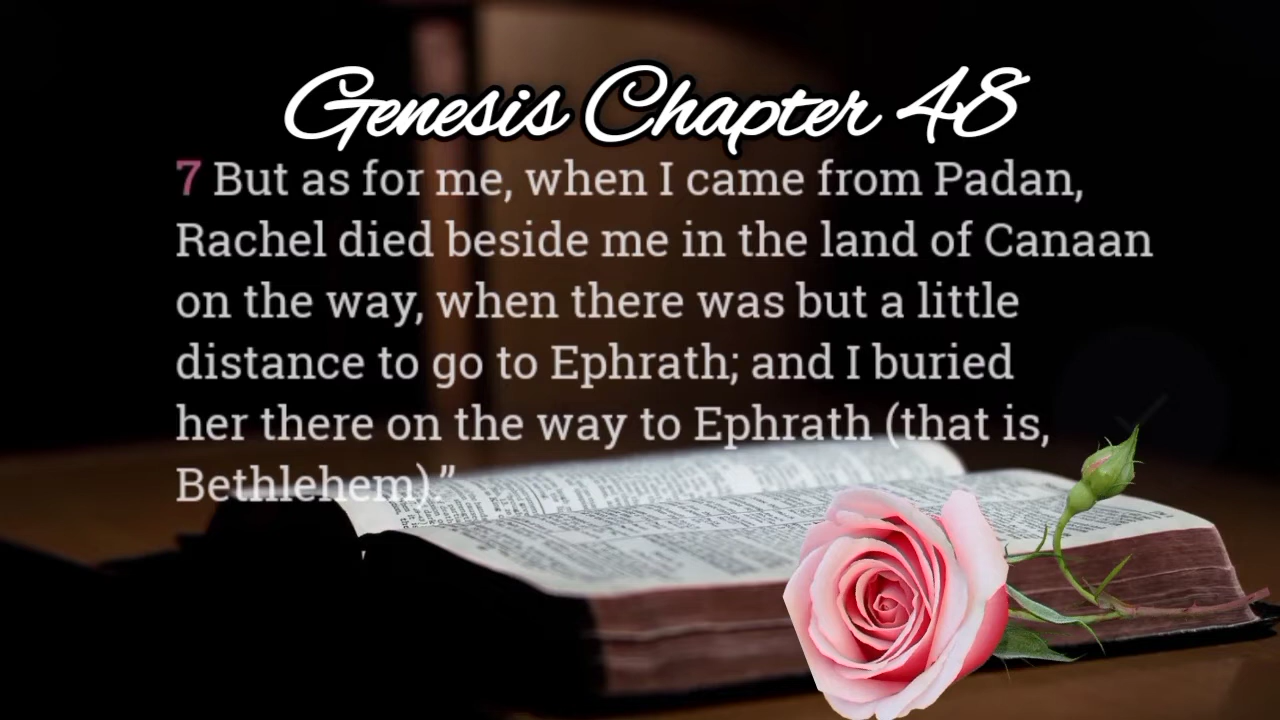 Genesis Chapter 48
7 But as for me, when I came from Padan,
Rachel died beside me in the land of Canaan
on the way, when there was but a little
distance to go to Ephrath; and I buried
her there on the way to Ephrath (that is,
Bethlehem).”